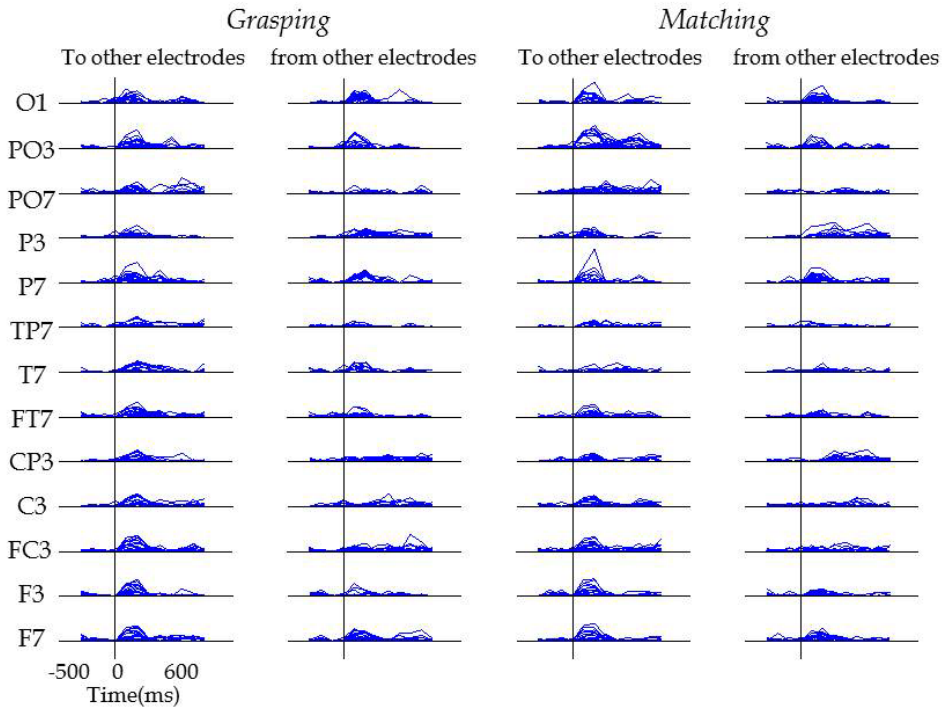 Grasping Matching
To other electrodes from other electrodes To other electrodes from other electrodes
O1
PO3
PO7
P3
P7
TP7
T7
FT7
CP3
C3
FC3
F3
F7
-500 0 600
Time(ms)